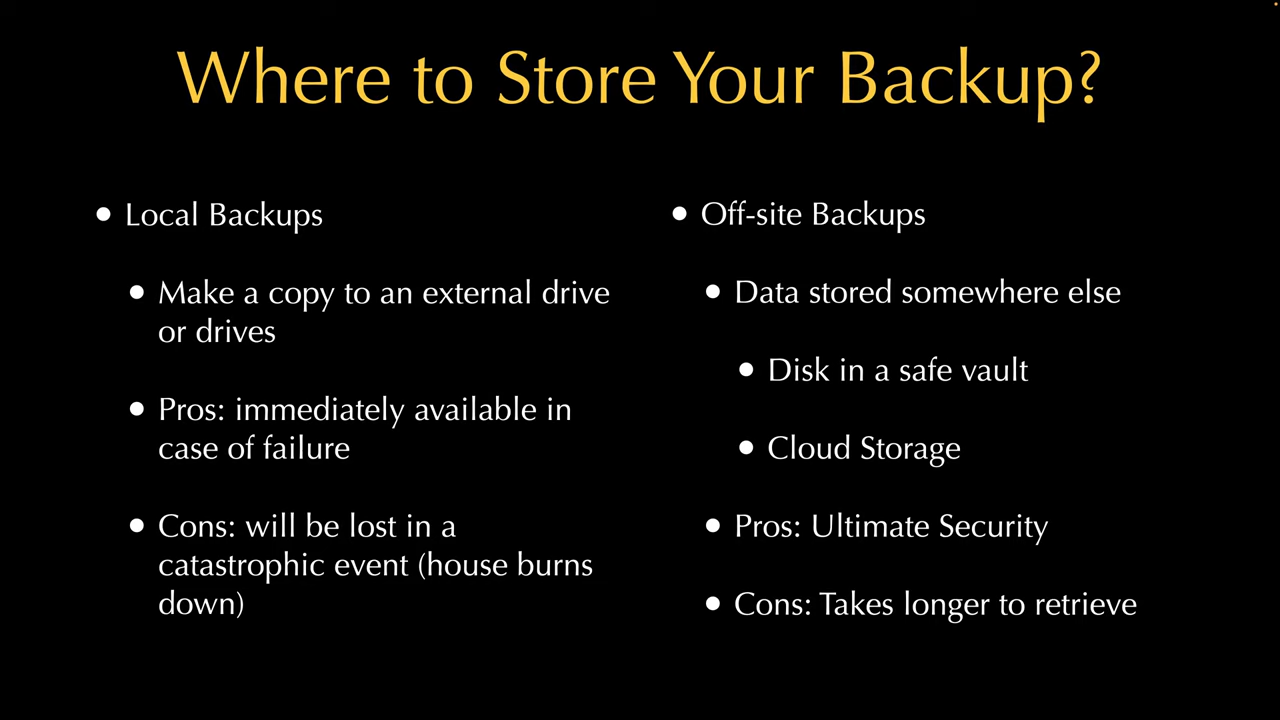 Where to Store Your Backup?
• Local Backups
• Make a copy to an external drive
or drives
• Pros: immediately available in
case of failure
• Cons: will be lost in a
catastrophic event (house burns
down)
• Off-site Backups
• Data stored somewhere else
• Disk in a safe vault
• Cloud Storage
• Pros: Ultimate Security
• Cons: Takes longer to retrieve